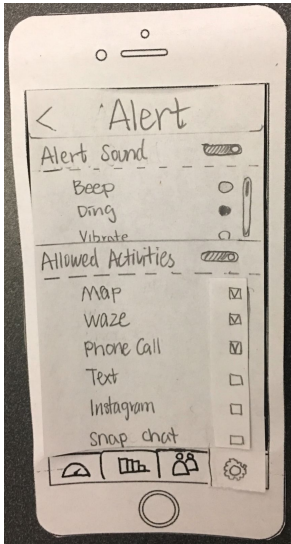 Alert
Alert Sound
Beep
Ding
Vibrate
Allowed Activities
Map
Waze
Phone Call
Text
Instagram
Snap chat